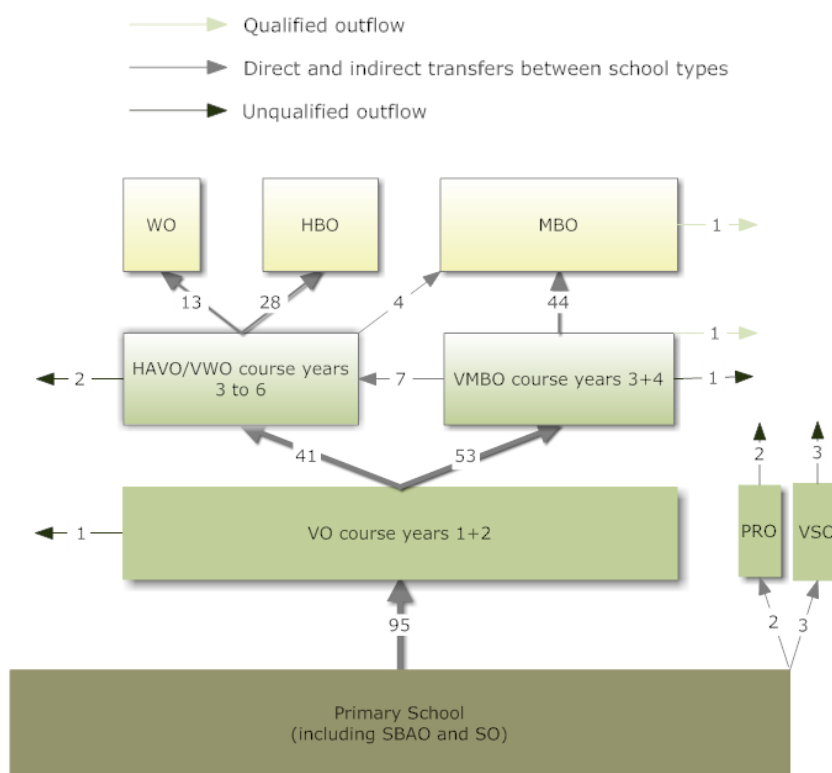 Qualified outflow
Direct and indirect transfers between school types
Unqualified outflow
WO
HBO
MBO
1
13
28
4
44
1
2
HAVO/VWO course years
3 to 6
7
VMBO course years 3+4
1
41
53
2
3
1
VO course years 1+2
PRO
VSO
95
2
3
Primary School
(including SBAO and SO)